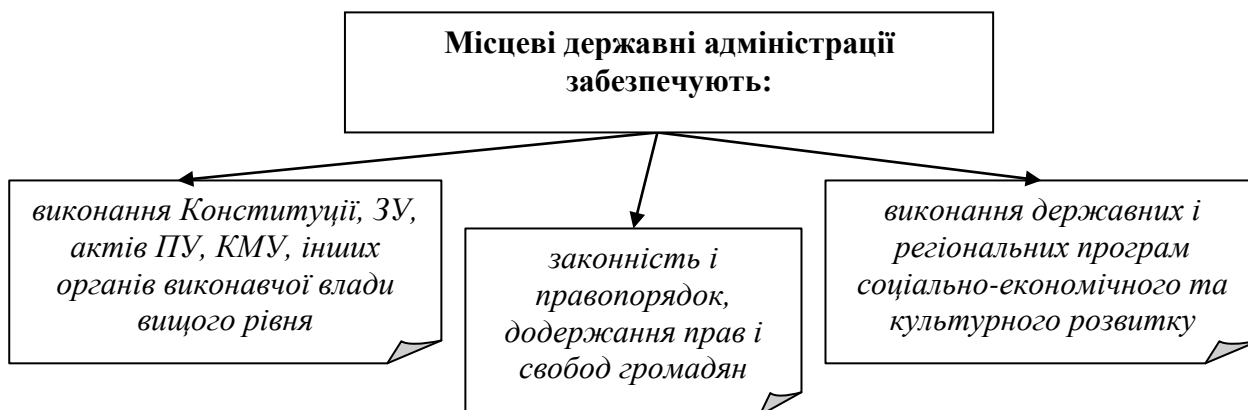 Місцеві державні адміністрації
забезпечують:
виконання Конституції, ЗУ,
актів ПУ, КМУ, інших
органів виконавчої влади
вищого рівня
законність і
правопорядок,
додержання прав і
свобод громадян
виконання державних і
регіональних програм
соціально-економічного та
культурного розвитку